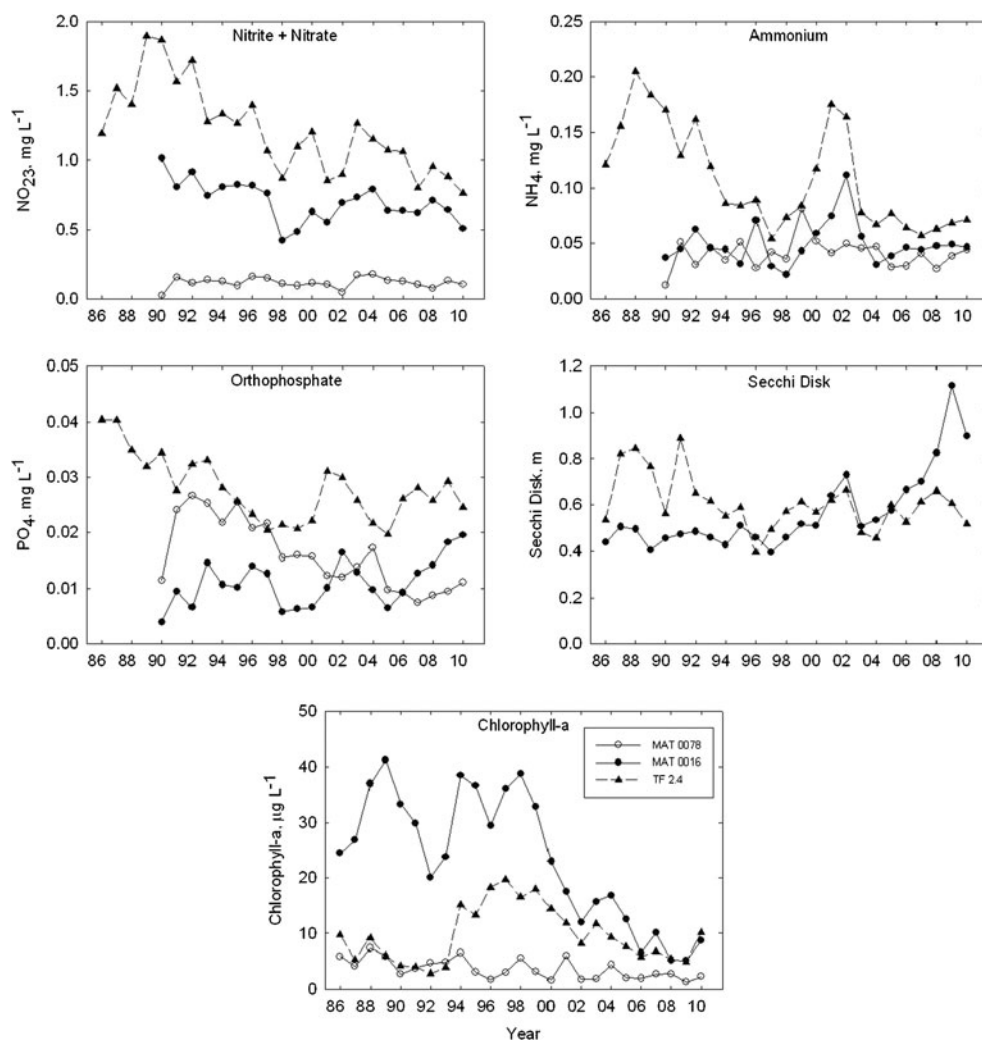 Nitrite + Nitrate
NO23, mg L-1
2.0
1.5
1.0
0.5
0.0
86 88 90 92 94 96 98 00 02 04 06 08 10
Ammonium
NH4, mg L-1
0.25
0.20
0.15
0.10
0.05
0.00
86 88 90 92 94 96 98 00 02 04 06 08 10
Orthophosphate
PO4, mg L-1
0.05
0.04
0.03
0.02
0.01
0.00
86 88 90 92 94 96 98 00 02 04 06 08 10
Secchi Disk
Secchi Disk, m
1.2
1.0
0.8
0.6
0.4
0.2
0.0
86 88 90 92 94 96 98 00 02 04 06 08 10
Chlorophyll-a
Chlorophyll-a, μg L-1
50
40
30
20
10
0
MAT 0078
MAT 0016
TF 2.4
86 88 90 92 94 96 98 00 02 04 06 08 10
Year